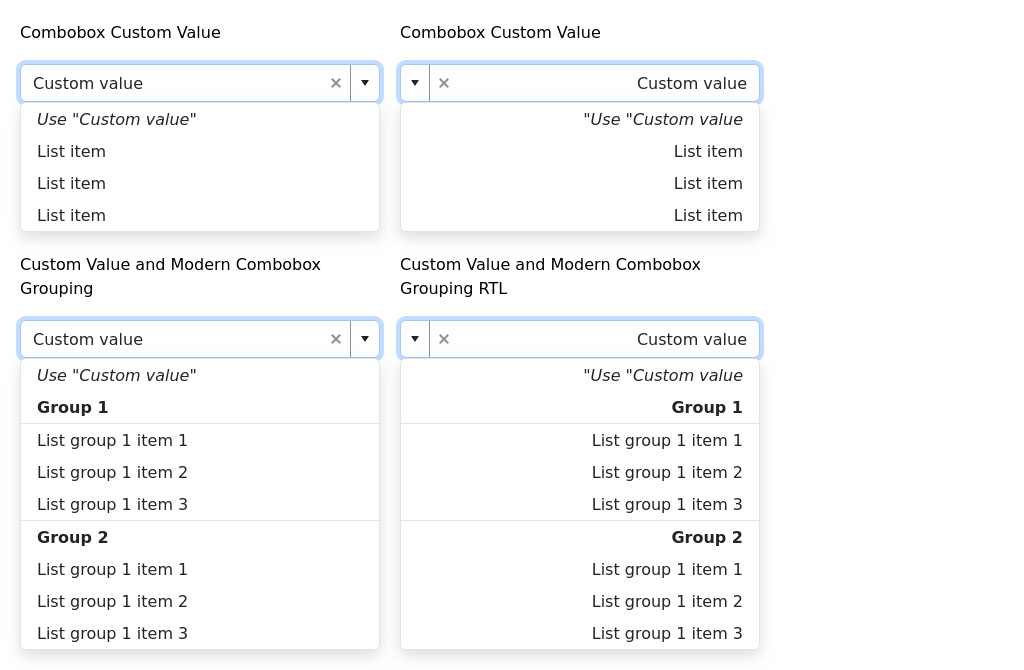 Combobox Custom Value
Custom value
Use "Custom value"
List item
List item
List item
Combobox Custom Value
Custom value
"Use "Custom value
List item
List item
List item
Custom Value and Modern Combobox
Grouping
Custom value
Use "Custom value"
Group 1
List group 1 item 1
List group 1 item 2
List group 1 item 3
Group 2
List group 1 item 1
List group 1 item 2
List group 1 item 3
Custom Value and Modern Combobox
Grouping RTL
Custom value
"Use "Custom value
Group 1
List group 1 item 1
List group 1 item 2
List group 1 item 3
Group 2
List group 1 item 1
List group 1 item 2
List group 1 item 3